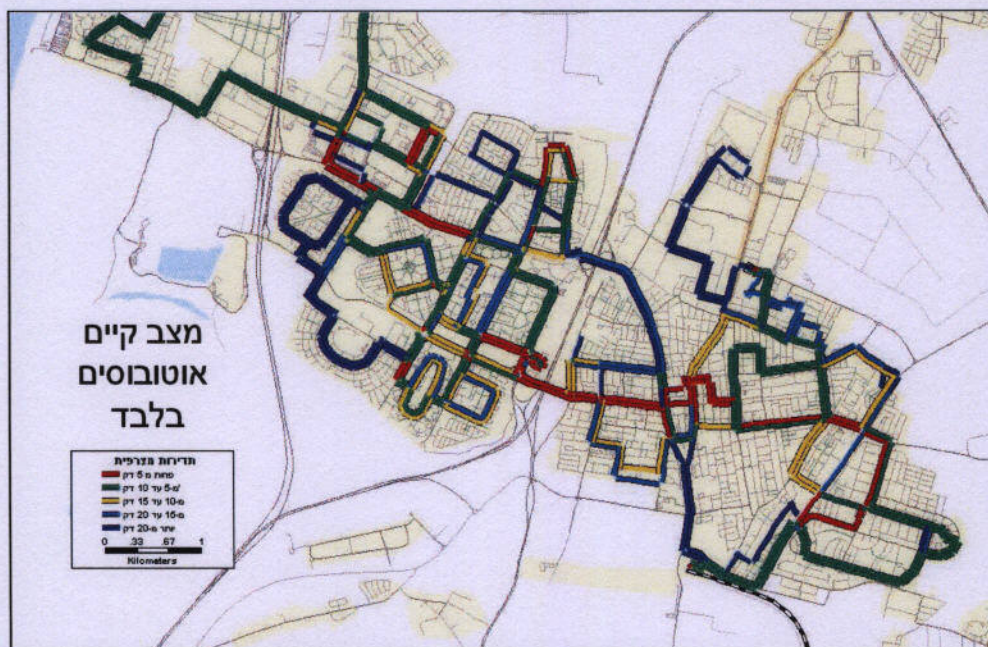 מצב קיים
אוטובוסים
בלבד
תדירות מצרפית
פחות מ-5 דק
מ-5 עד 10 דק'
מ-10 עד 15 דק
מ-15 עד 20 דק
יותר מ-20 דק
0 .33 .67 1
Kilometers